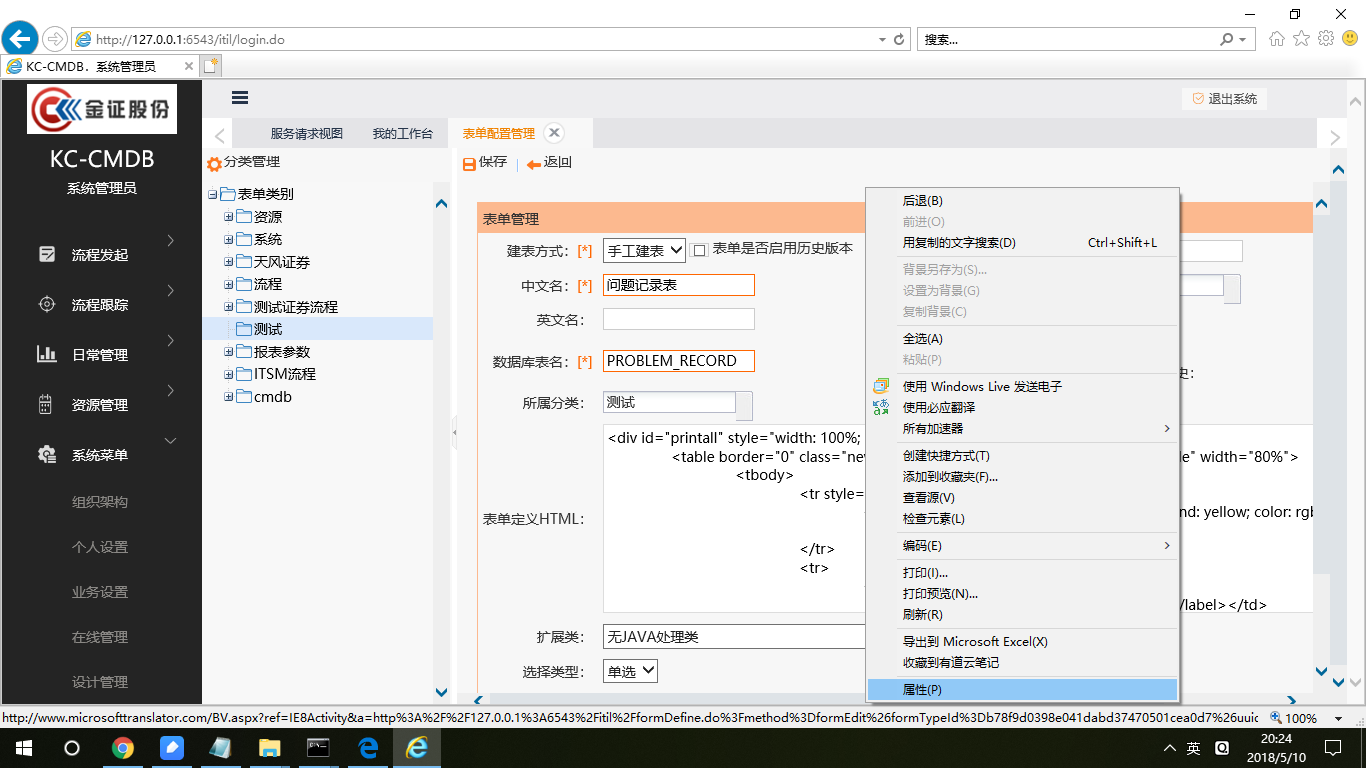 http://127.0.0.1:6543/itil/login.do
搜索...
KC-CMDB．系统管理员
金证股份
退出系统
服务请求视图
我的工作台
表单配置管理
KC-CMDB
系统管理员
流程发起
流程跟踪
日常管理
资源管理
系统菜单
组织架构
个人设置
业务设置
在线管理
设计管理
分类管理
表单类别
资源
系统
天风证券
流程
测试证券流程
测试
报表参数
ITSM流程
cmdb
保存
返回
表单管理
建表方式： [*] 手工建表 表单是否启用历史版本
中文名： [*] 问题记录表
英文名：
数据库表名： [*] PROBLEM_RECORD
所属分类： 测试
表单定义HTML：
<div id="printall" style="width: 100%;
<table border="0" class="nev
le" width="80%">
<tbody>
<tr style=
nd: yellow; color: rgb
</tr>
<tr>
/label></td>
扩展类： 无JAVA处理类
选择类型： 单选
后退(B)
前进(O)
用复制的文字搜索(D) Ctrl+Shift+L
背景另存为(S)...
设置为背景(G)
复制背景(C)
全选(A)
粘贴(P)
使用 Windows Live 发送电子
使用必应翻译
所有加速器
创建快捷方式(T)
添加到收藏夹(F)...
查看源(V)
检查元素(L)
编码(E)
打印(I)...
打印预览(N)...
刷新(R)
导出到 Microsoft Excel(X)
收藏到有道云笔记
属性(P)
http://www.microsofttranslator.com/BV.aspx?ref=IE8Activity&a=http%3A%2F%2F127.0.0.1%3A6543%2Fitil%2FformDefine.do%3Fmethod%3DformEdit%26formTypeId%3Db78f9d0398e041dabd37470501cea0d7%26uuic
100%
英
20:24
2018/5/10